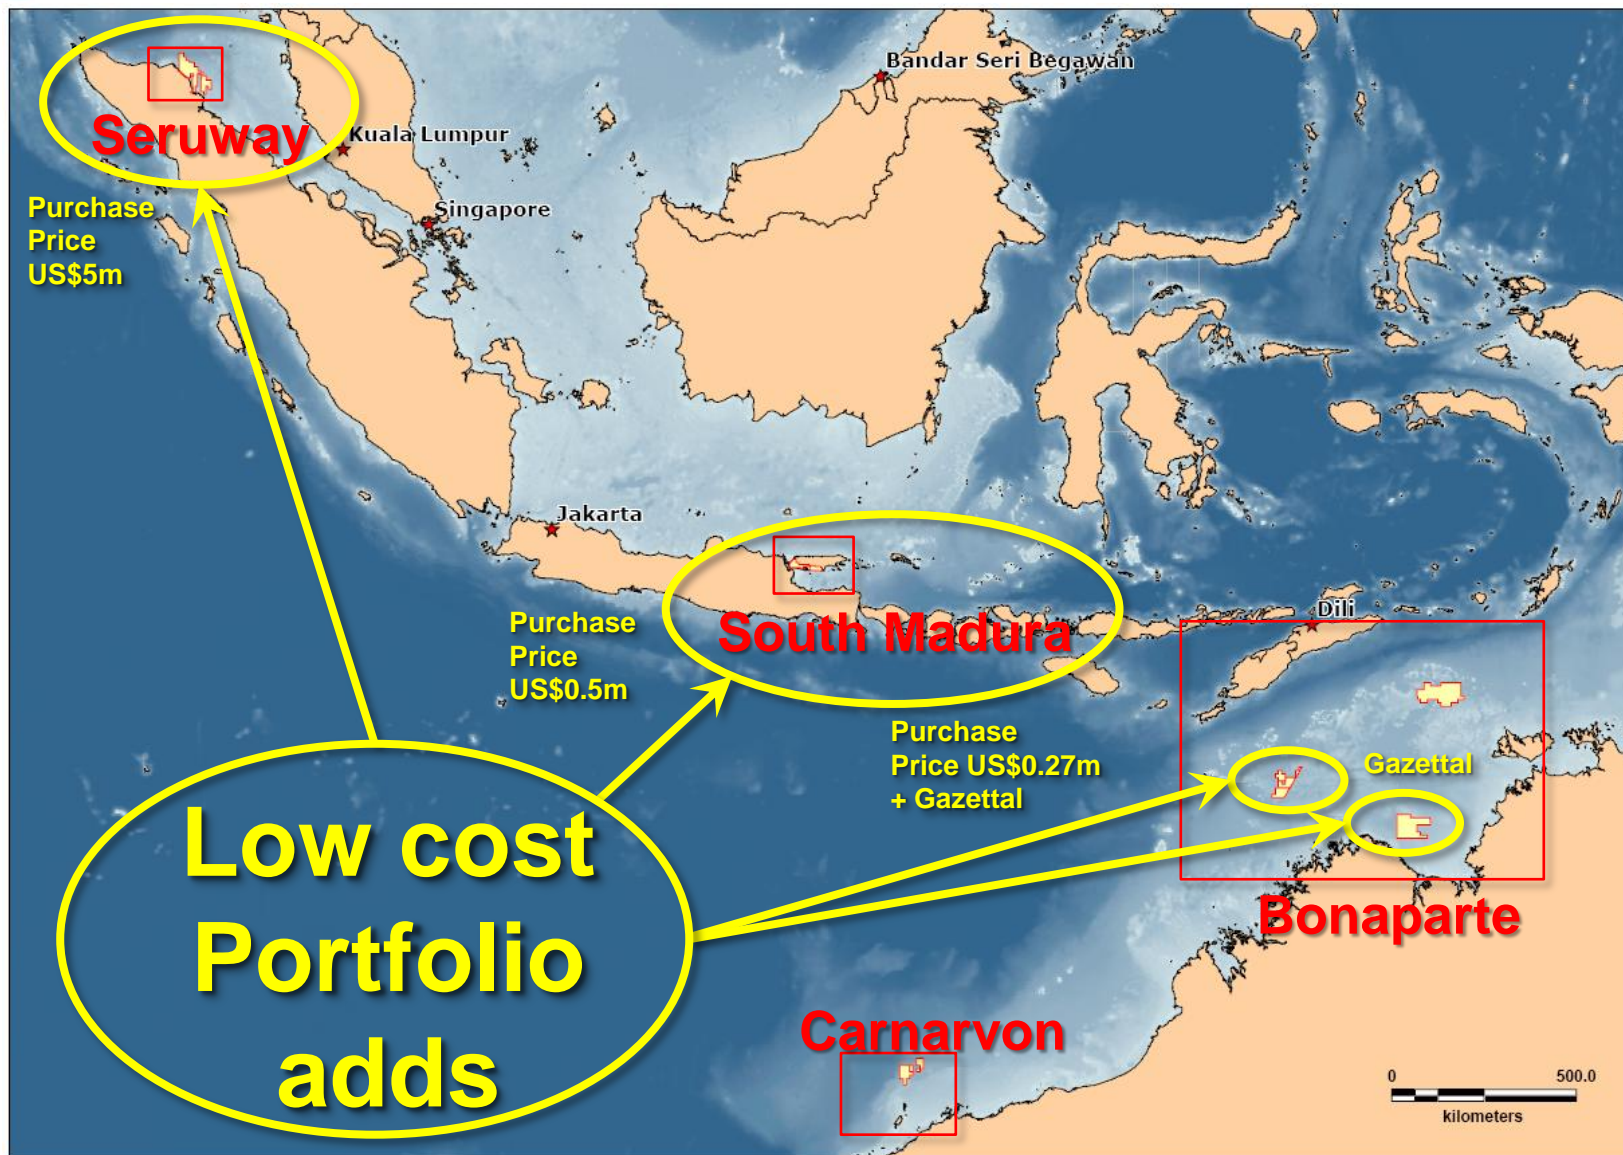 Bandar Seri Begawan
Seruway
Kuala Lumpur
Purchase
Price
US$5m
Singapore
Jakarta
Purchase
Price
US$0.5m
South Madura
Dili
Purchase
Price US$0.27m
+ Gazettal
Gazettal
Low cost
Portfolio
adds
Bonaparte
Carnarvon
0 500.0
kilometers